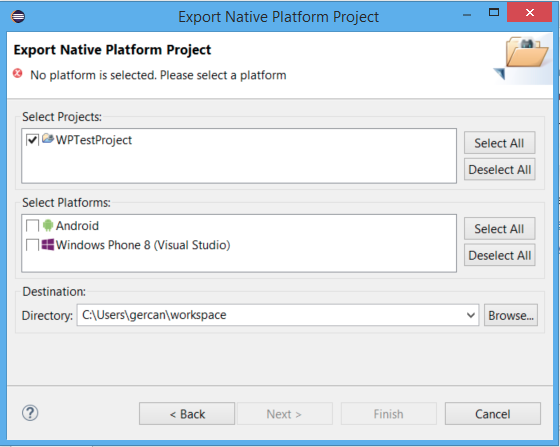 Export Native Platform Project
Export Native Platform Project
No platform is selected. Please select a platform
Select Projects:
WPTestProject
Select All
Deselect All
Select Platforms:
Android
Windows Phone 8 (Visual Studio)
Select All
Deselect All
Destination:
Directory: C:\Users\gercan\workspace Browse...
< Back Next > Finish Cancel